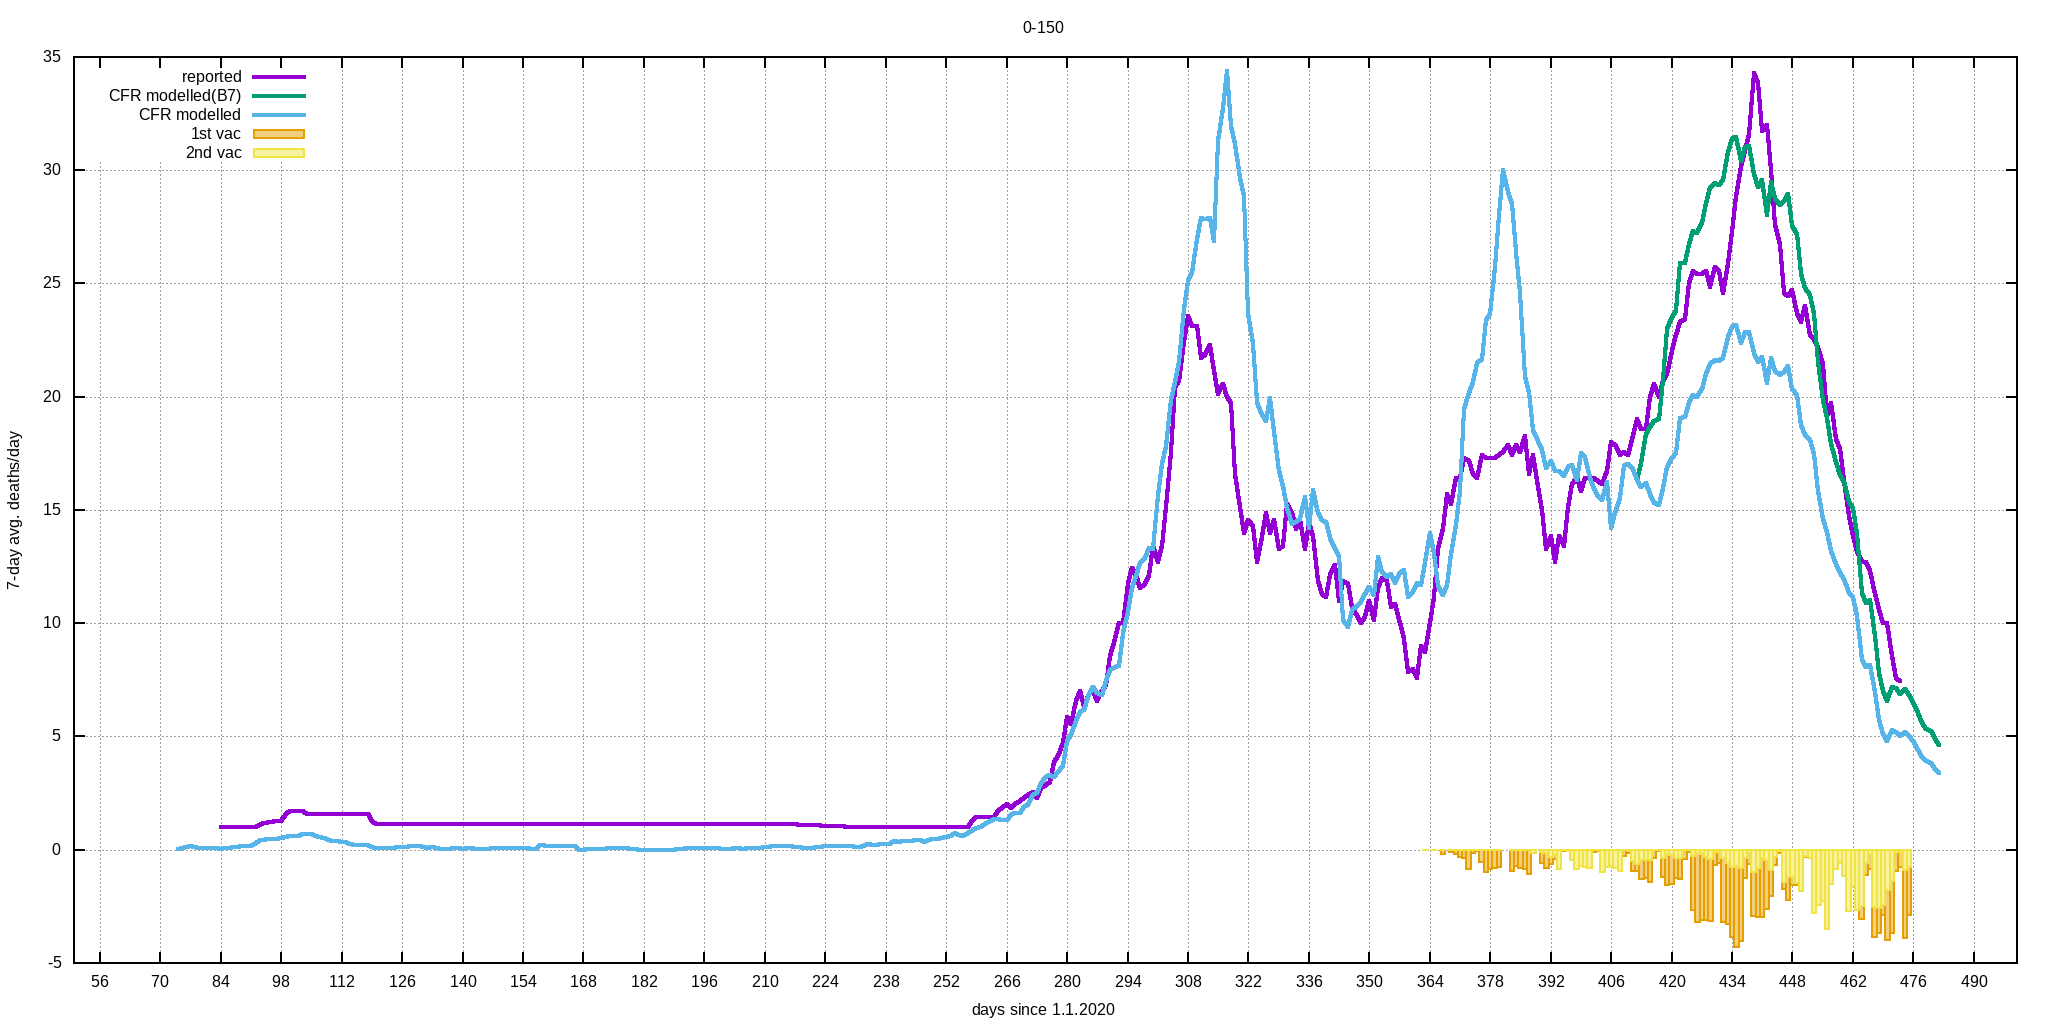 0-150
reported
CFR modelled(B7)
CFR modelled
1st vac
2nd vac
35
30
25
20
15
10
5
0
-5
7-day avg. deaths/day
56 70 84 98 112 126 140 154 168 182 196 210 224 238 252 266 280 294 308 322 336 350 364 378 392 406 420 434 448 462 476 490
days since 1.1.2020